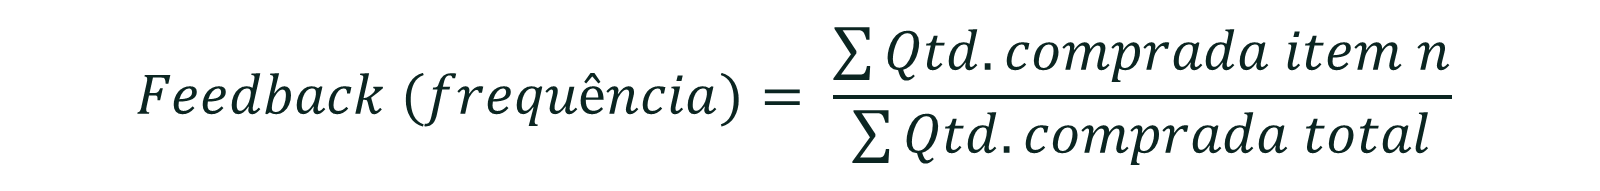 Feedback (frequência) = ∑ Qtd. comprada item n
∑ Qtd. comprada total